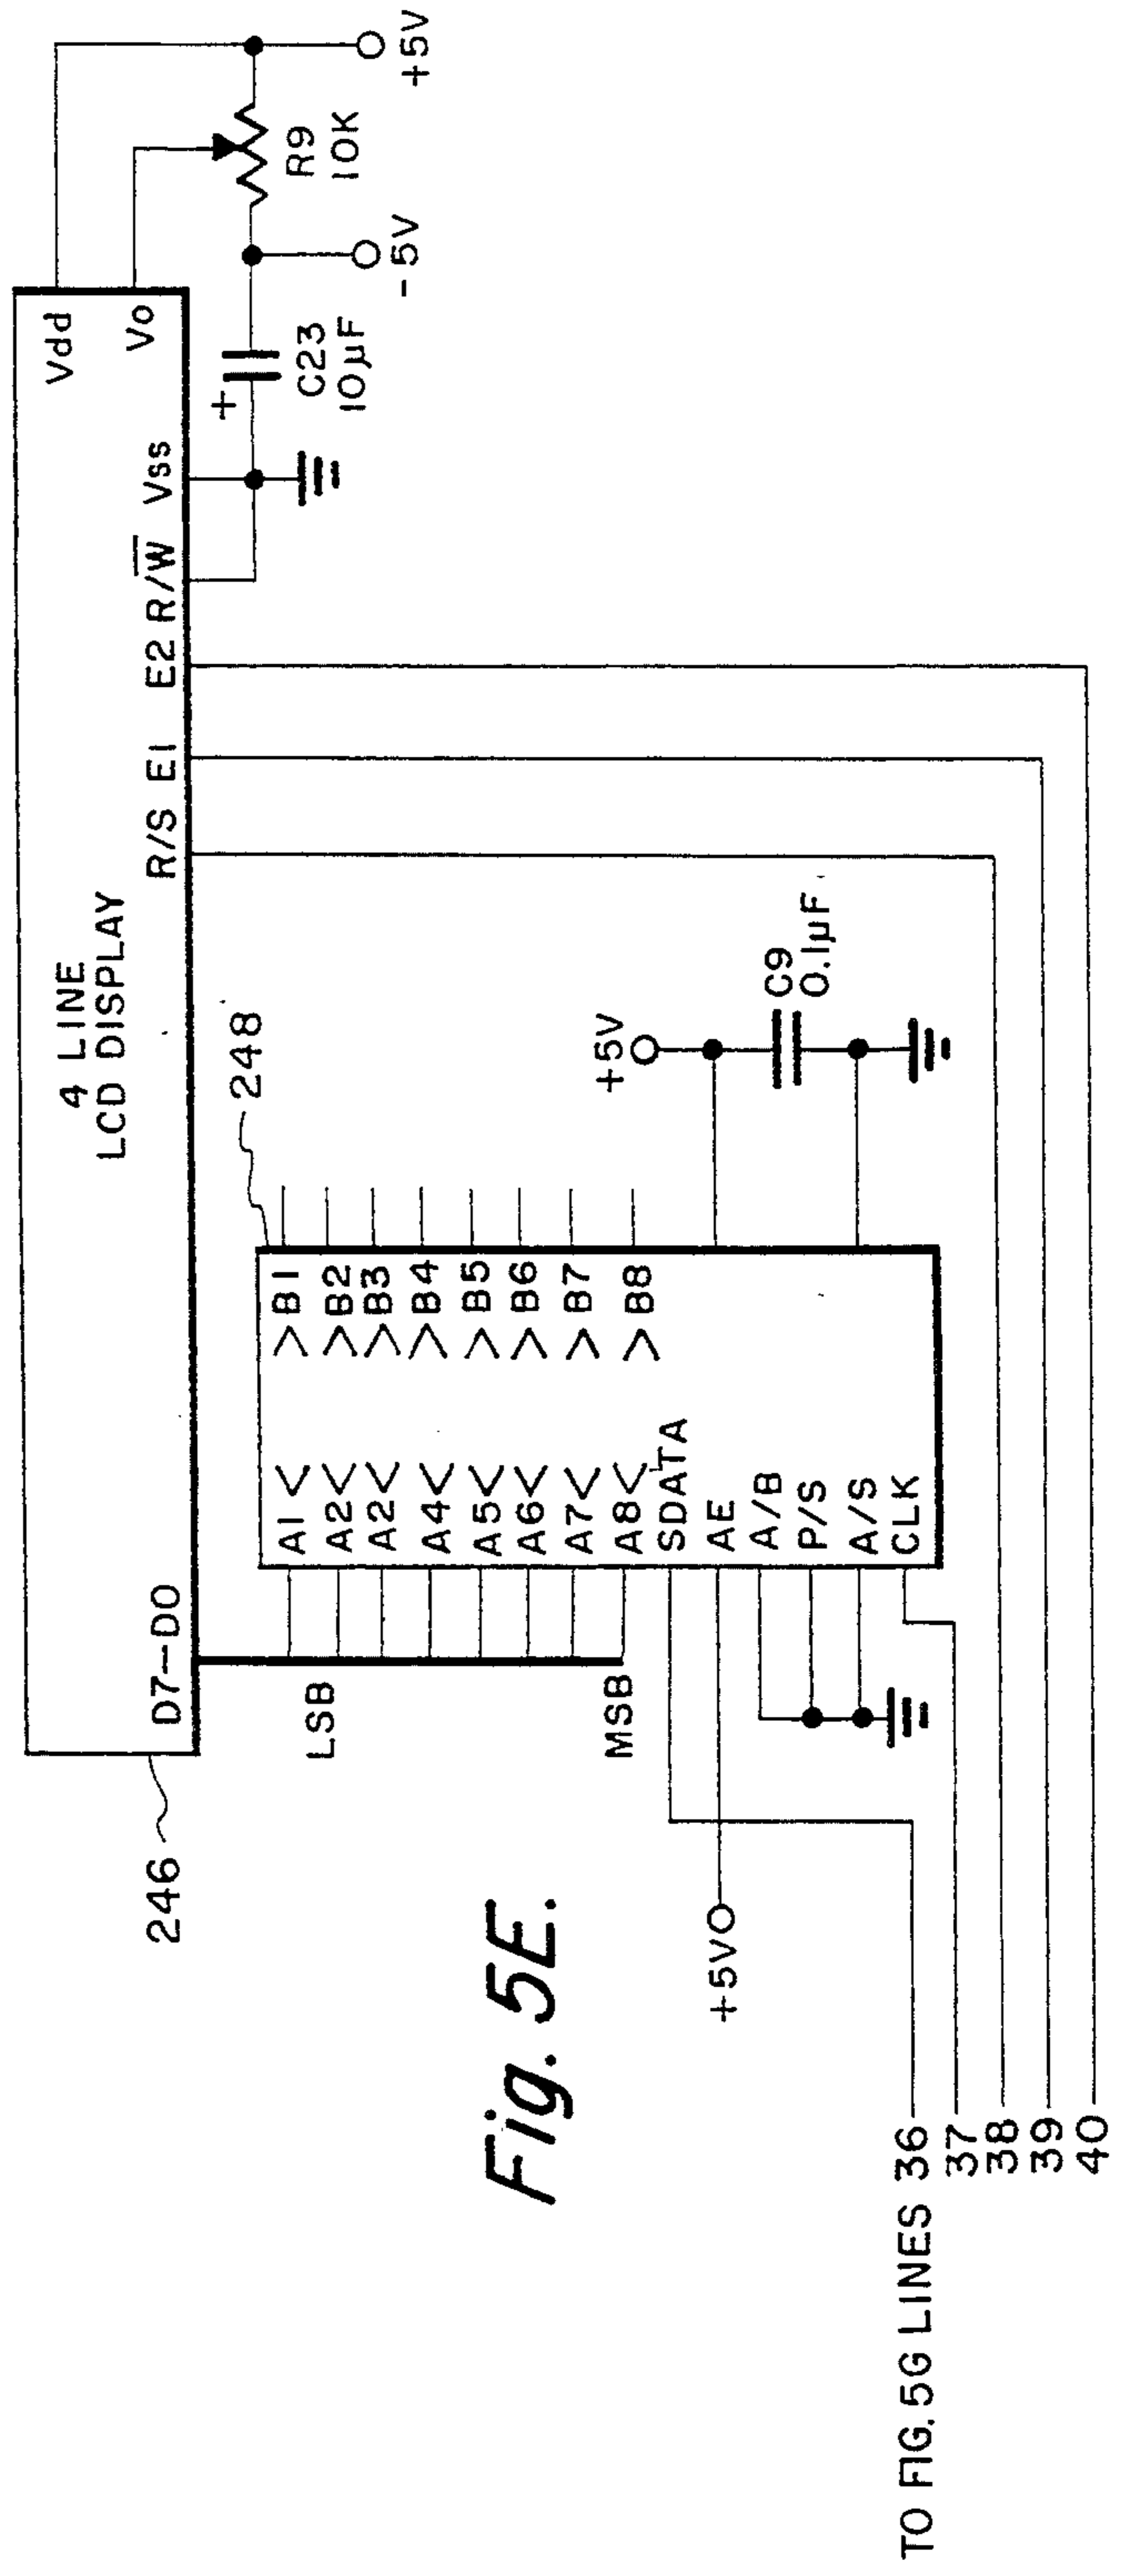 4 LINE
LCD DISPLAY
246
D7—D0
R/S
E1
E2
R/W̅
Vss
Vo
Vdd
+5V
R9
10K
-5V
+
C23
10µF
248
LSB
MSB
A1<
A2<
A2<
A4<
A5<
A6<
A7<
A8<
SDATA
AE
A/B
P/S
A/S
CLK
>B1
>B2
>B3
>B4
>B5
>B6
>B7
>B8
+5V
C9
0.1µF
+5V
Fig. 5E.
TO FIG. 5G LINES 36
37
38
39
40